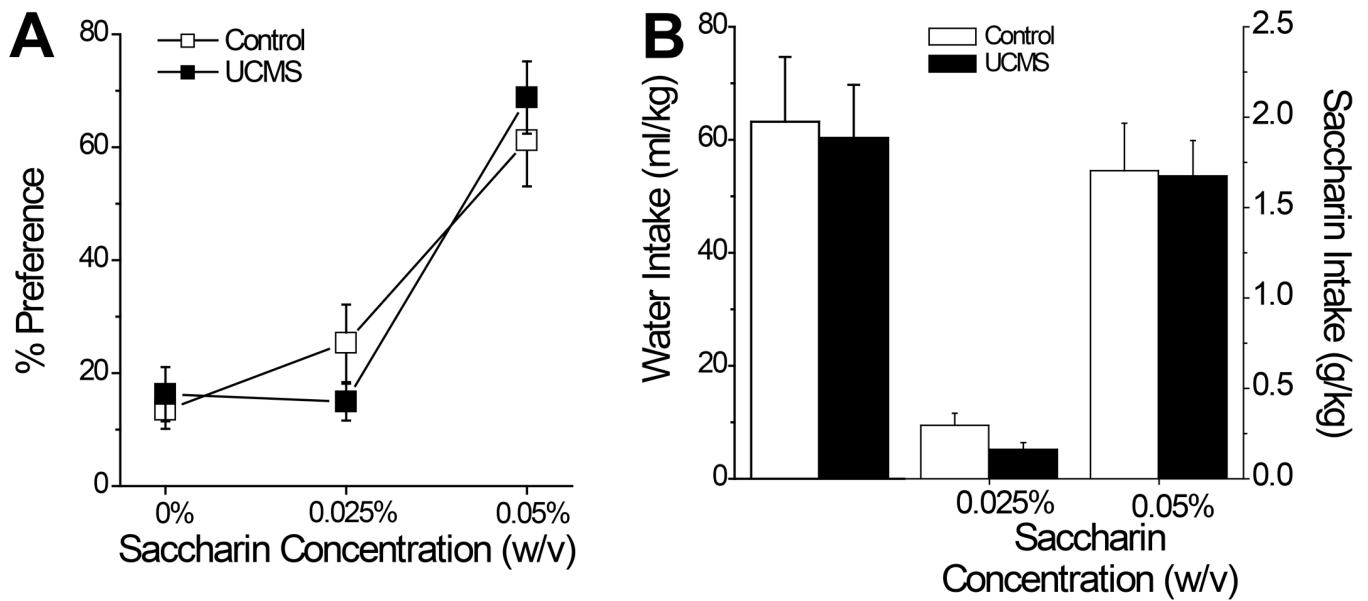 A
80
60
40
20
0
% Preference
Control
UCMS
0%
0.025%
0.05%
Saccharin Concentration (w/v)
B
80
60
40
20
0
Water Intake (ml/kg)
Control
UCMS
2.5
2.0
1.5
1.0
0.5
0.0
Saccharin Intake (g/kg)
0.025%
0.05%
Saccharin
Concentration (w/v)